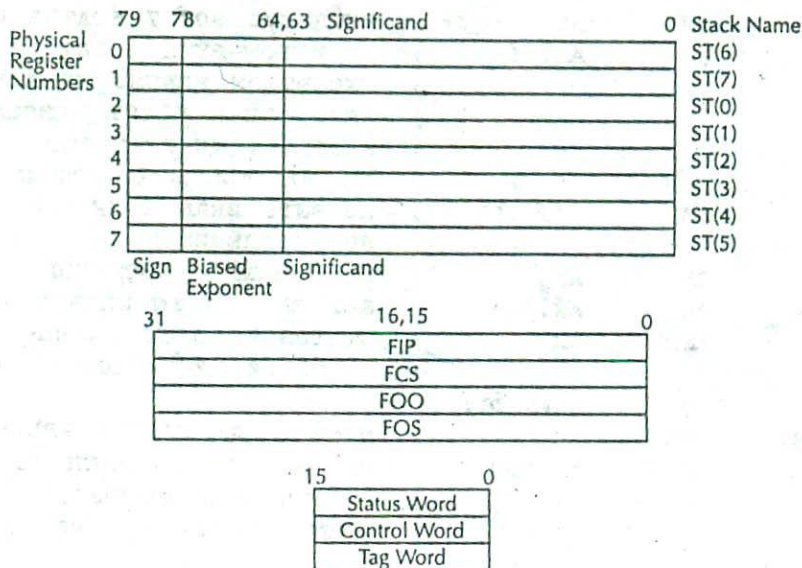 79 78 64,63 Significand 0 Stack Name
Physical Register Numbers
0 ST(6)
1 ST(7)
2 ST(0)
3 ST(1)
4 ST(2)
5 ST(3)
6 ST(4)
7 ST(5)
Sign Biased Exponent Significand
31 16,15 0
FIP
FCS
FOO
FOS
15 0
Status Word
Control Word
Tag Word